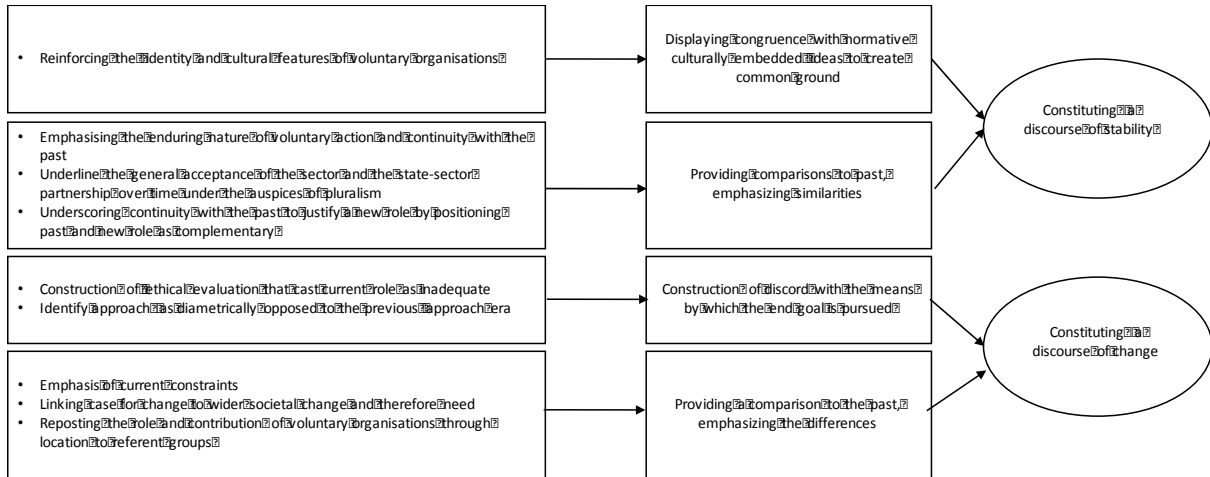 • Reinforcing the identity and cultural features of voluntary organisations
Displaying congruence with normative
culturally embedded ideas to create
common ground
Constituting a
discourse of stability
• Emphasising the enduring nature of voluntary action and continuity with the
past
• Underline the general acceptance of the sector and the state-sector
partnership over time under the auspices of pluralism
• Underscoring continuity with the past to justify a new role by positioning
past and new role as complementary
Providing comparisons to past,
emphasizing similarities
• Construction of ethical evaluation that cast current role as inadequate
• Identify approach as diametrically opposed to the previous approach era
Construction of discord with the means
by which the end goal is pursued
Constituting a
discourse of change
• Emphasis of current constraints
• Linking case for change to wider societal change and therefore need
• Reposting the role and contribution of voluntary organisations through
location to referent groups
Providing a comparison to the past,
emphasizing the differences